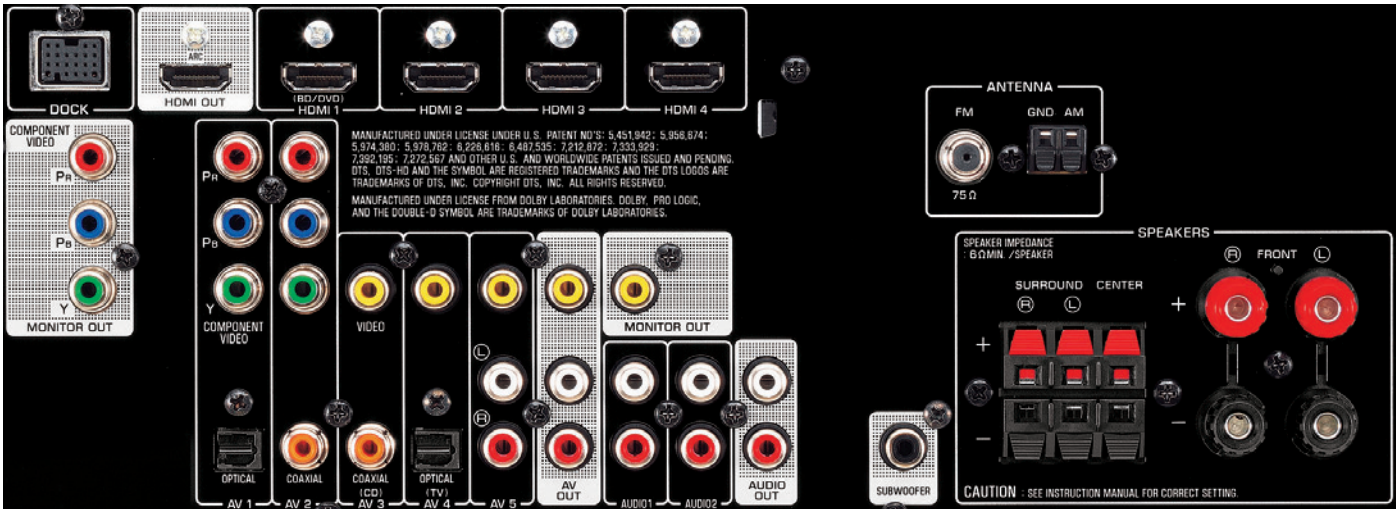 DOCK
ARC
HDMI OUT
(BD/DVD)
HDMI 1
HDMI 2
HDMI 3
HDMI 4
COMPONENT
VIDEO
PR
PB
Y
MONITOR OUT
PR
PB
Y
COMPONENT
VIDEO
MANUFACTURED UNDER LICENSE UNDER U.S. PATENT NO'S: 5,451,942; 5,956,674;
5,974,380; 5,978,762; 6,226,616; 6,487,535; 7,212,872; 7,333,929;
7,392,195; 7,272,567 AND OTHER U.S. AND WORLDWIDE PATENTS ISSUED AND PENDING.
DTS, DTS-HD AND THE SYMBOL ARE REGISTERED TRADEMARKS AND THE DTS LOGOS ARE
TRADEMARKS OF DTS, INC. COPYRIGHT DTS, INC. ALL RIGHTS RESERVED.
MANUFACTURED UNDER LICENSE FROM DOLBY LABORATORIES. DOLBY, PRO LOGIC,
AND THE DOUBLE-D SYMBOL ARE TRADEMARKS OF DOLBY LABORATORIES.
VIDEO
MONITOR OUT
L
R
OPTICAL
AV 1
COAXIAL
AV 2
COAXIAL
(CD)
AV 3
OPTICAL
(TV)
AV 4
AV 5
AV
OUT
AUDIO1
AUDIO2
AUDIO
OUT
ANTENNA
FM
GND AM
75Ω
SUBWOOFER
SPEAKERS
SPEAKER IMPEDANCE
: 6ΩMIN. /SPEAKER
R FRONT L
SURROUND CENTER
R L
+
−
+
−
CAUTION : SEE INSTRUCTION MANUAL FOR CORRECT SETTING.